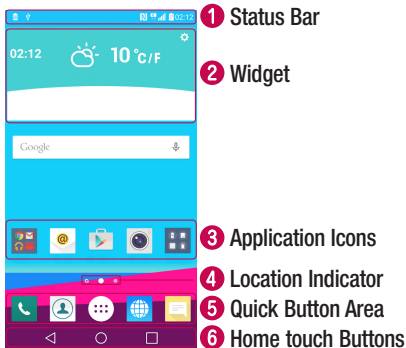 02:12
1 Status Bar
02:12 10°C/F
2 Widget
Google
3 Application Icons
4 Location Indicator
5 Quick Button Area
6 Home touch Buttons